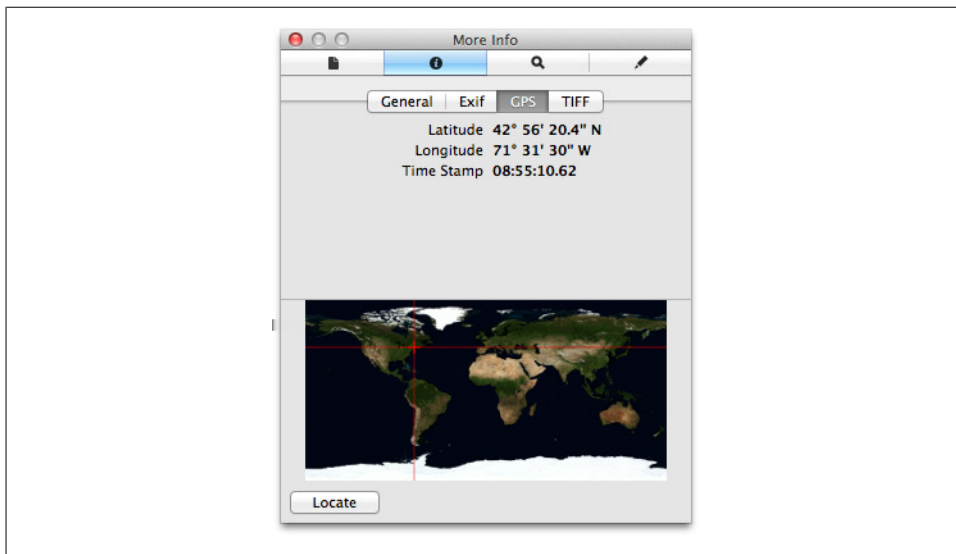 More Info
General Exif GPS TIFF
Latitude 42° 56' 20.4" N
Longitude 71° 31' 30" W
Time Stamp 08:55:10.62
Locate